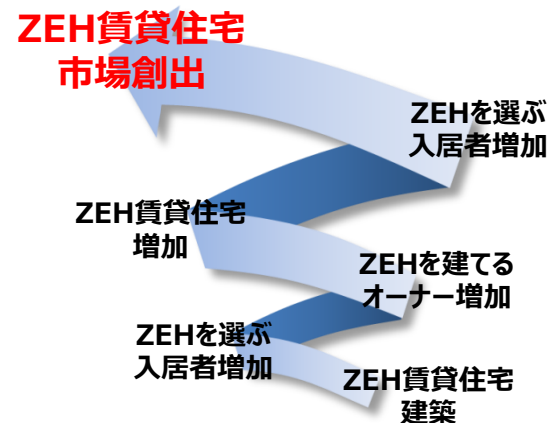 ZEH賃貸住宅
市場創出
ZEHを選ぶ
入居者増加
ZEH賃貸住宅
増加
ZEHを建てる
オーナー増加
ZEHを選ぶ
入居者増加
ZEH賃貸住宅
建築